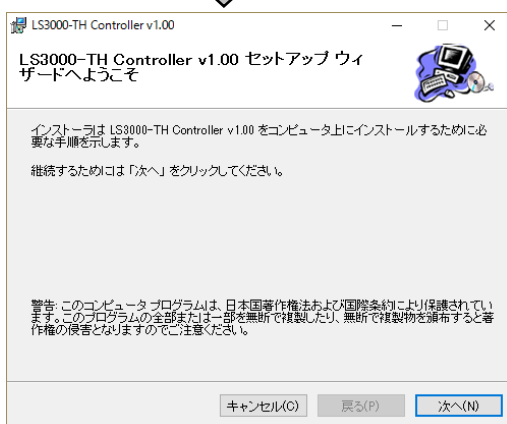 LS3000-TH Controller v1.00
LS3000-TH Controller v1.00 セットアップ ウィ
ザードへようこそ
インストーラは LS3000-TH Controller v1.00 をコンピュータ上にインストールするために必
要な手順を示します。
継続するためには「次へ」をクリックしてください。
警告: このコンピュータ プログラムは、日本国著作権法および国際条約により保護されてい
ます。このプログラムの全部または一部を無断で複製したり、無断で複製物を頒布すると著
作権の侵害となりますのでご注意ください。
キャンセル(C) 戻る(P) 次へ(N)